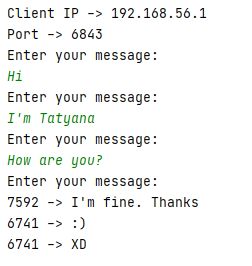 Client IP -> 192.168.56.1
Port -> 6843
Enter your message:
Hi
Enter your message:
I'm Tatyana
Enter your message:
How are you?
Enter your message:
7592 -> I'm fine. Thanks
6741 -> :)
6741 -> XD